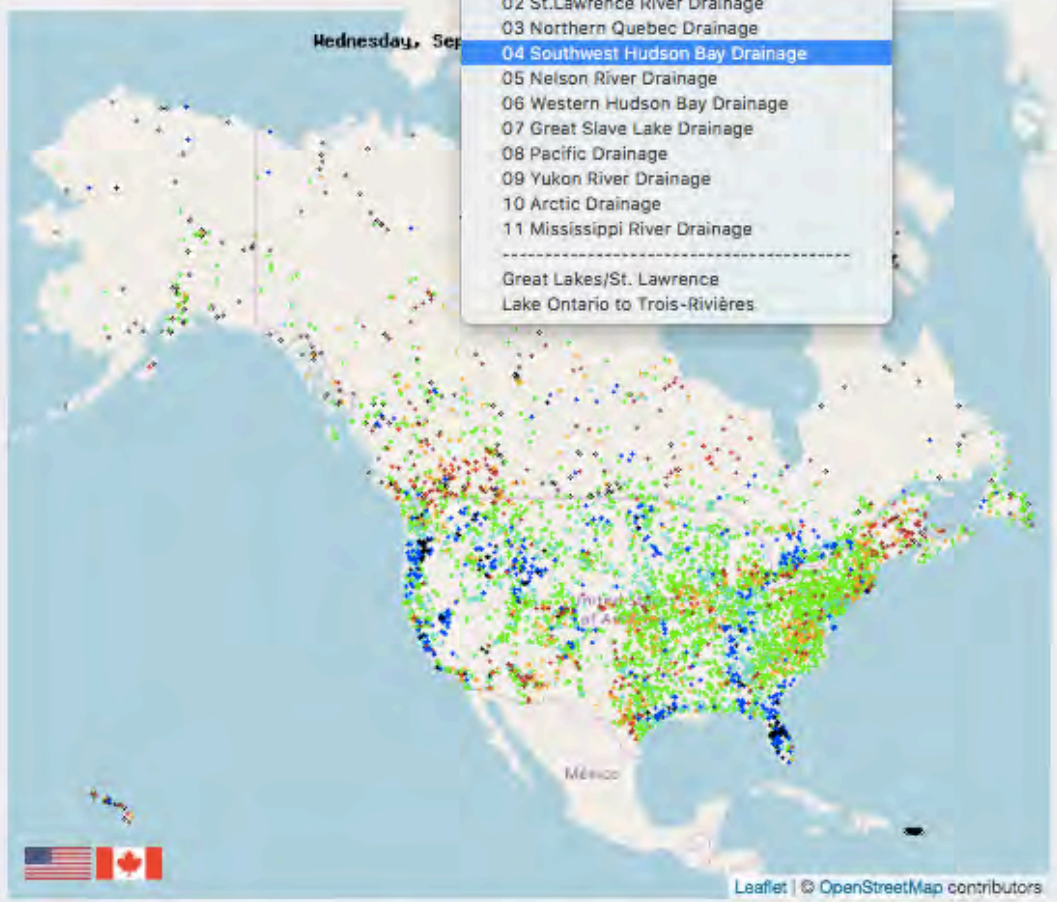 02 St.Lawrence River Drainage
Wednesday, Sep
03 Northern Quebec Drainage
04 Southwest Hudson Bay Drainage
05 Nelson River Drainage
06 Western Hudson Bay Drainage
07 Great Slave Lake Drainage
08 Pacific Drainage
09 Yukon River Drainage
10 Arctic Drainage
11 Mississippi River Drainage
-----------------------------------------
Great Lakes/St. Lawrence
Lake Ontario to Trois-Rivières
México
Leaflet | © OpenStreetMap contributors